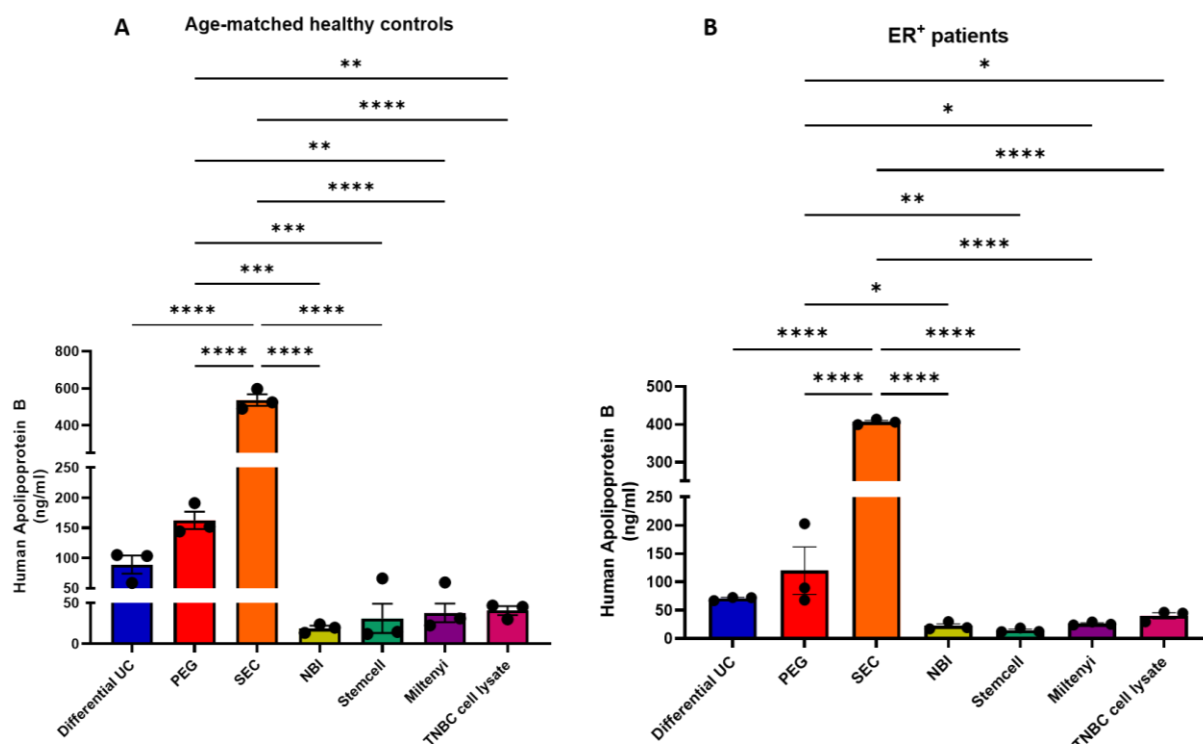 A
Age-matched healthy controls
**
****
**
****
***
***
****
****
****
****
Human Apolipoprotein B
(ng/ml)
800
600
400
250
200
150
100
50
50
0
Differential UC
PEG
SEC
NBI
Stemcell
Miltenyi
TNBC cell lysate
B
ER⁺ patients
*
*
****
**
****
*
****
****
****
****
Human Apolipoprotein B
(ng/ml)
500
400
300
250
200
150
100
50
0
Differential UC
PEG
SEC
NBI
Stemcell
Miltenyi
TNBC cell lysate